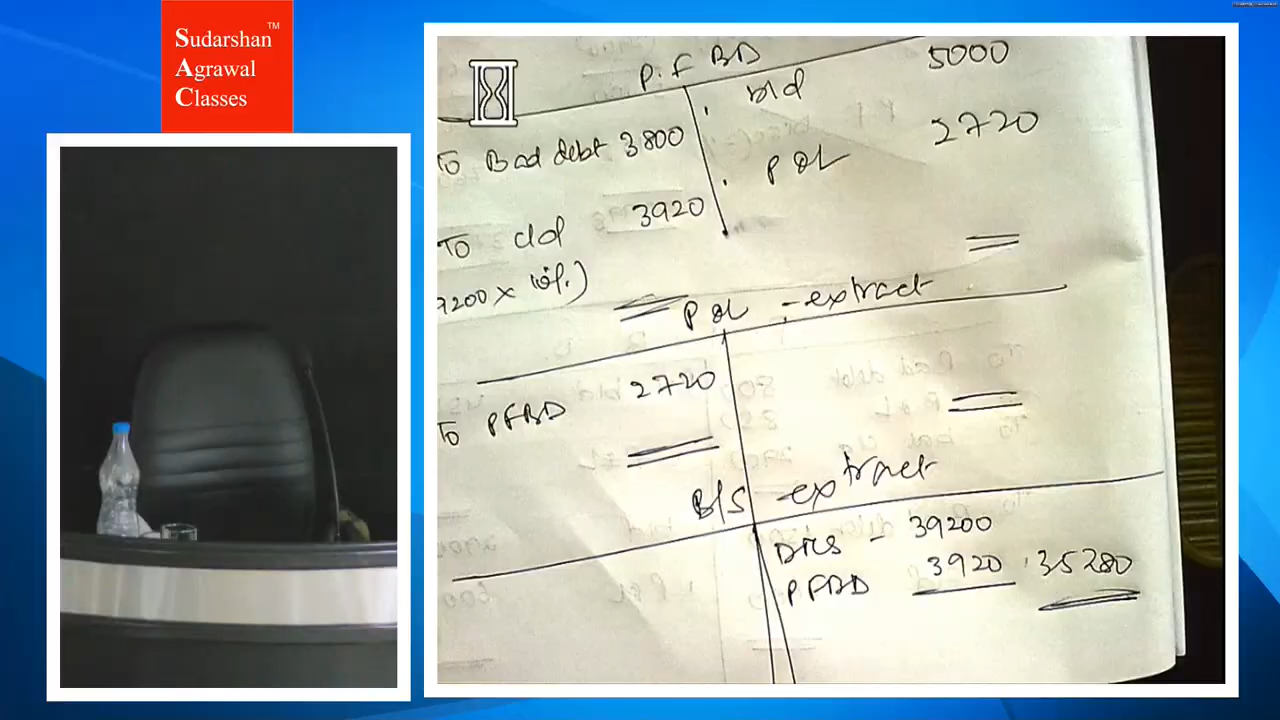 Sudarshan™
Agrawal
Classes
P.F BD
To Bad debt 3800
To c/d 3920
7200 x 10%)
b/d 5000
P&L 2720
P&L - extract
To PFBD 2720
B/S extract
DRS - 39200
PFBD 3920 35280